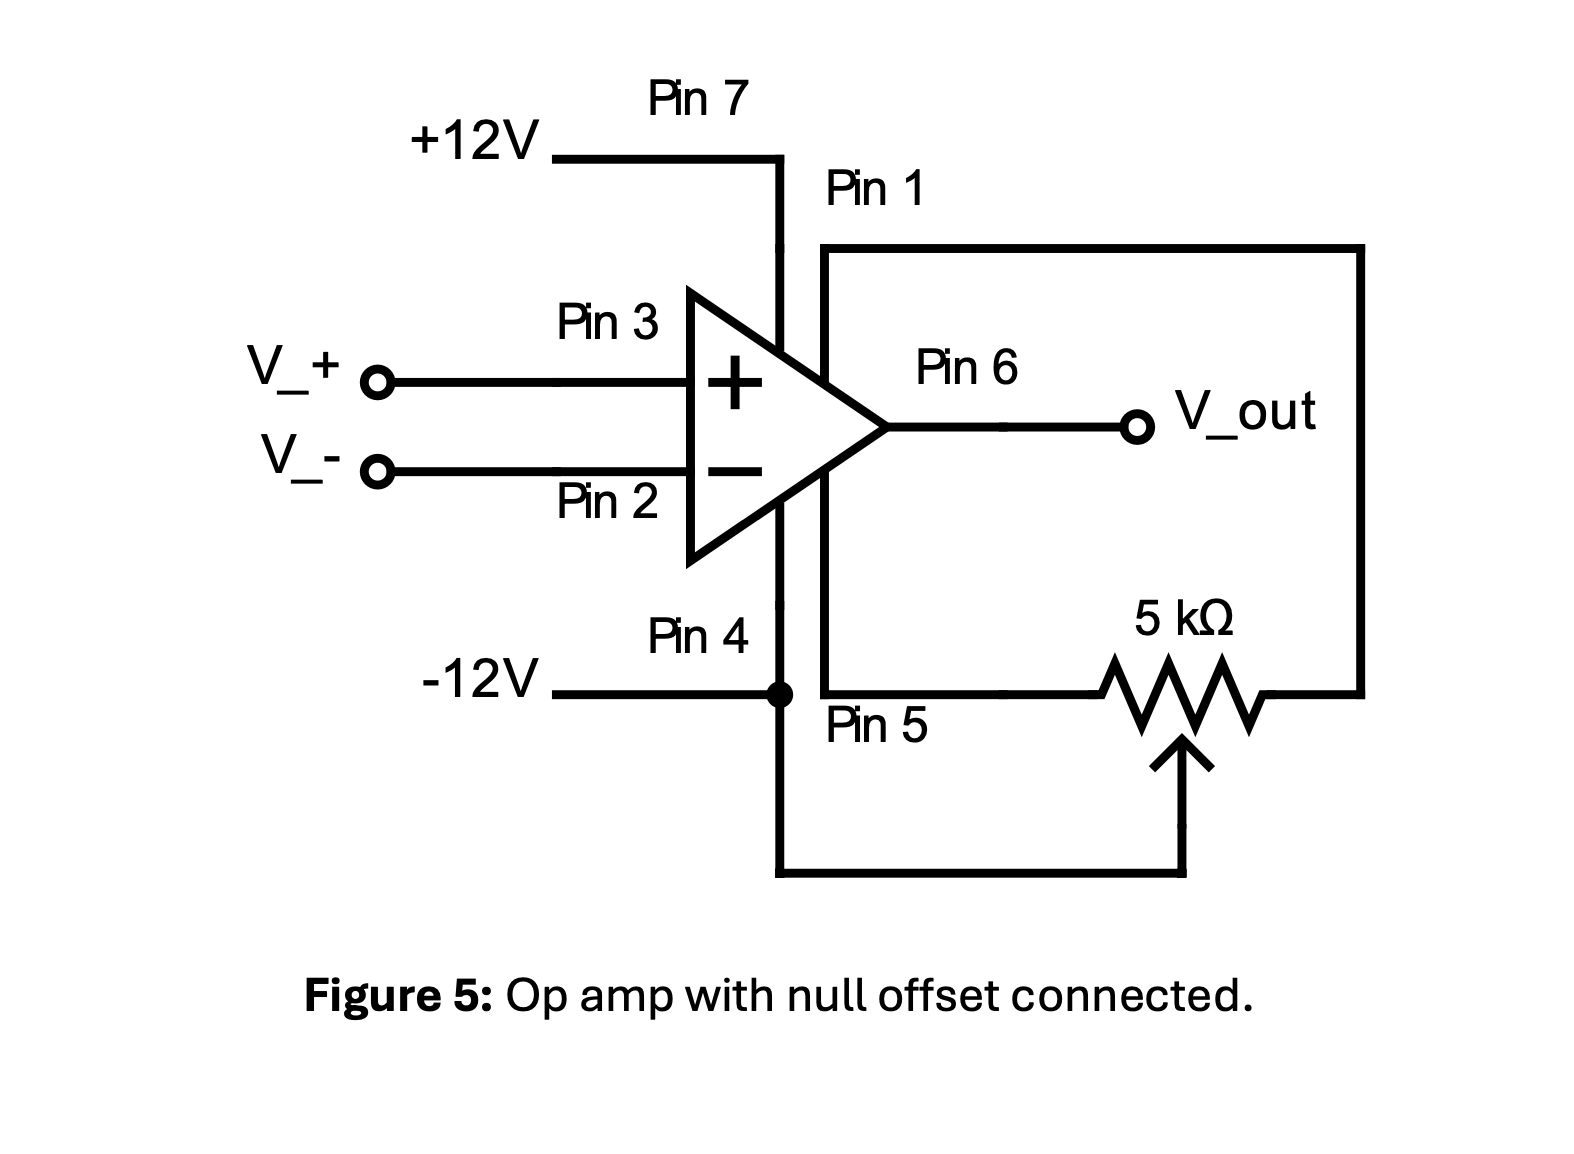 Pin 7
+12V
Pin 1
Pin 3
V_+
Pin 6
V_out
V_-
Pin 2
5 kΩ
Pin 4
-12V
Pin 5
Figure 5: Op amp with null offset connected.